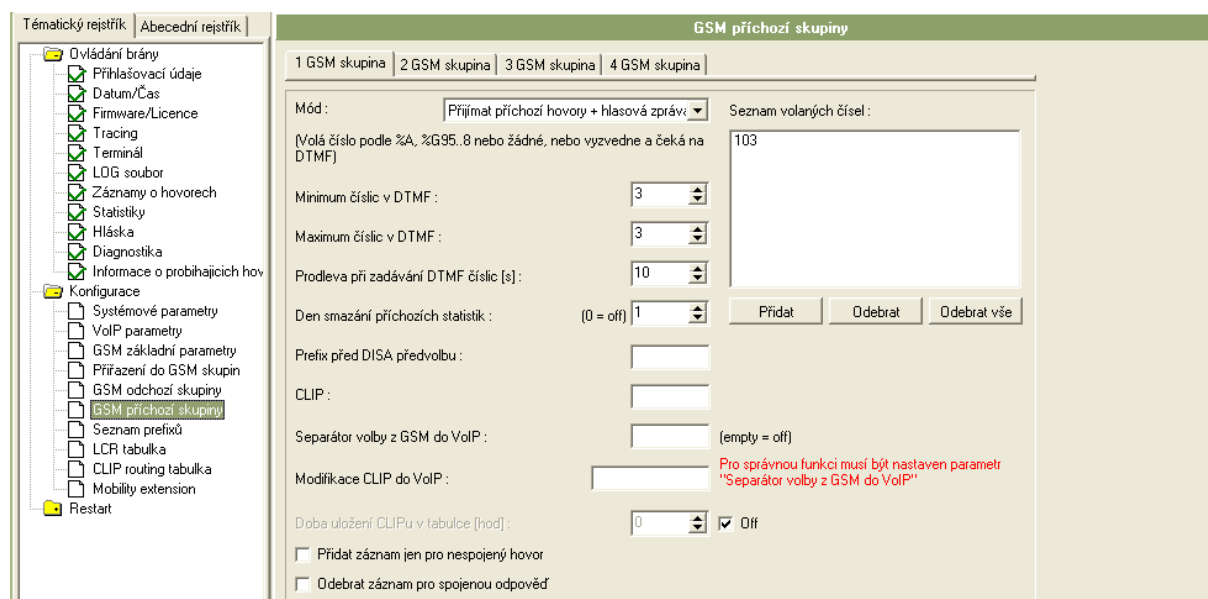 Tématický rejstřík
Abecední rejstřík
Ovládání brány
Přihlašovací údaje
Datum/Čas
Firmware/Licence
Tracing
Terminál
LOG soubor
Záznamy o hovorech
Statistiky
Hláska
Diagnostika
Informace o probihajicich hov
Konfigurace
Systémové parametry
VoIP parametry
GSM základní parametry
Přiřazení do GSM skupin
GSM odchozí skupiny
GSM příchozí skupiny
Seznam prefixů
LCR tabulka
CLIP routing tabulka
Mobility extension
Restart
GSM příchozí skupiny
1 GSM skupina
2 GSM skupina
3 GSM skupina
4 GSM skupina
Mód :
Přijímat příchozí hovory + hlasová zpráva
(Volá číslo podle %A, %G95..8 nebo žádné, nebo vyzvedne a čeká na
DTMF)
Minimum číslic v DTMF :
3
Maximum číslic v DTMF :
3
Prodleva při zadávání DTMF číslic [s] :
10
Den smazání příchozích statistik :
(0 = off)
1
Prefix před DISA předvolbu :
CLIP :
Separátor volby z GSM do VoIP :
(empty = off)
Modifikace CLIP do VoIP :
Pro správnou funkci musí být nastaven parametr
"Separátor volby z GSM do VoIP"
Doba uložení CLIPu v tabulce [hod] :
0
Off
Přidat záznam jen pro nespojený hovor
Odebrat záznam pro spojenou odpověď
Seznam volaných čísel :
103
Přidat
Odebrat
Odebrat vše